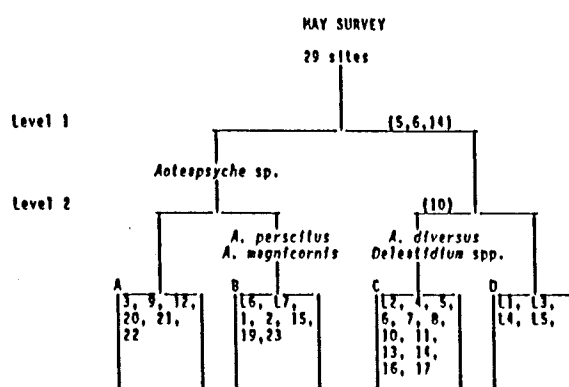 MAY SURVEY
29 sites
Level 1
(5,6,14)
Aoteapsyche sp.
Level 2
(10)
A. perscitus
A. magnicornis
A. diversus
Deleatidium spp.
A
3, 9, 12,
20, 21,
22
B
L6, L7,
1, 2, 15,
19,23
C
L2, 4, 5,
6, 7, 8,
10, 11,
13, 14,
16, 17
D
L1, L3,
L4, L5,